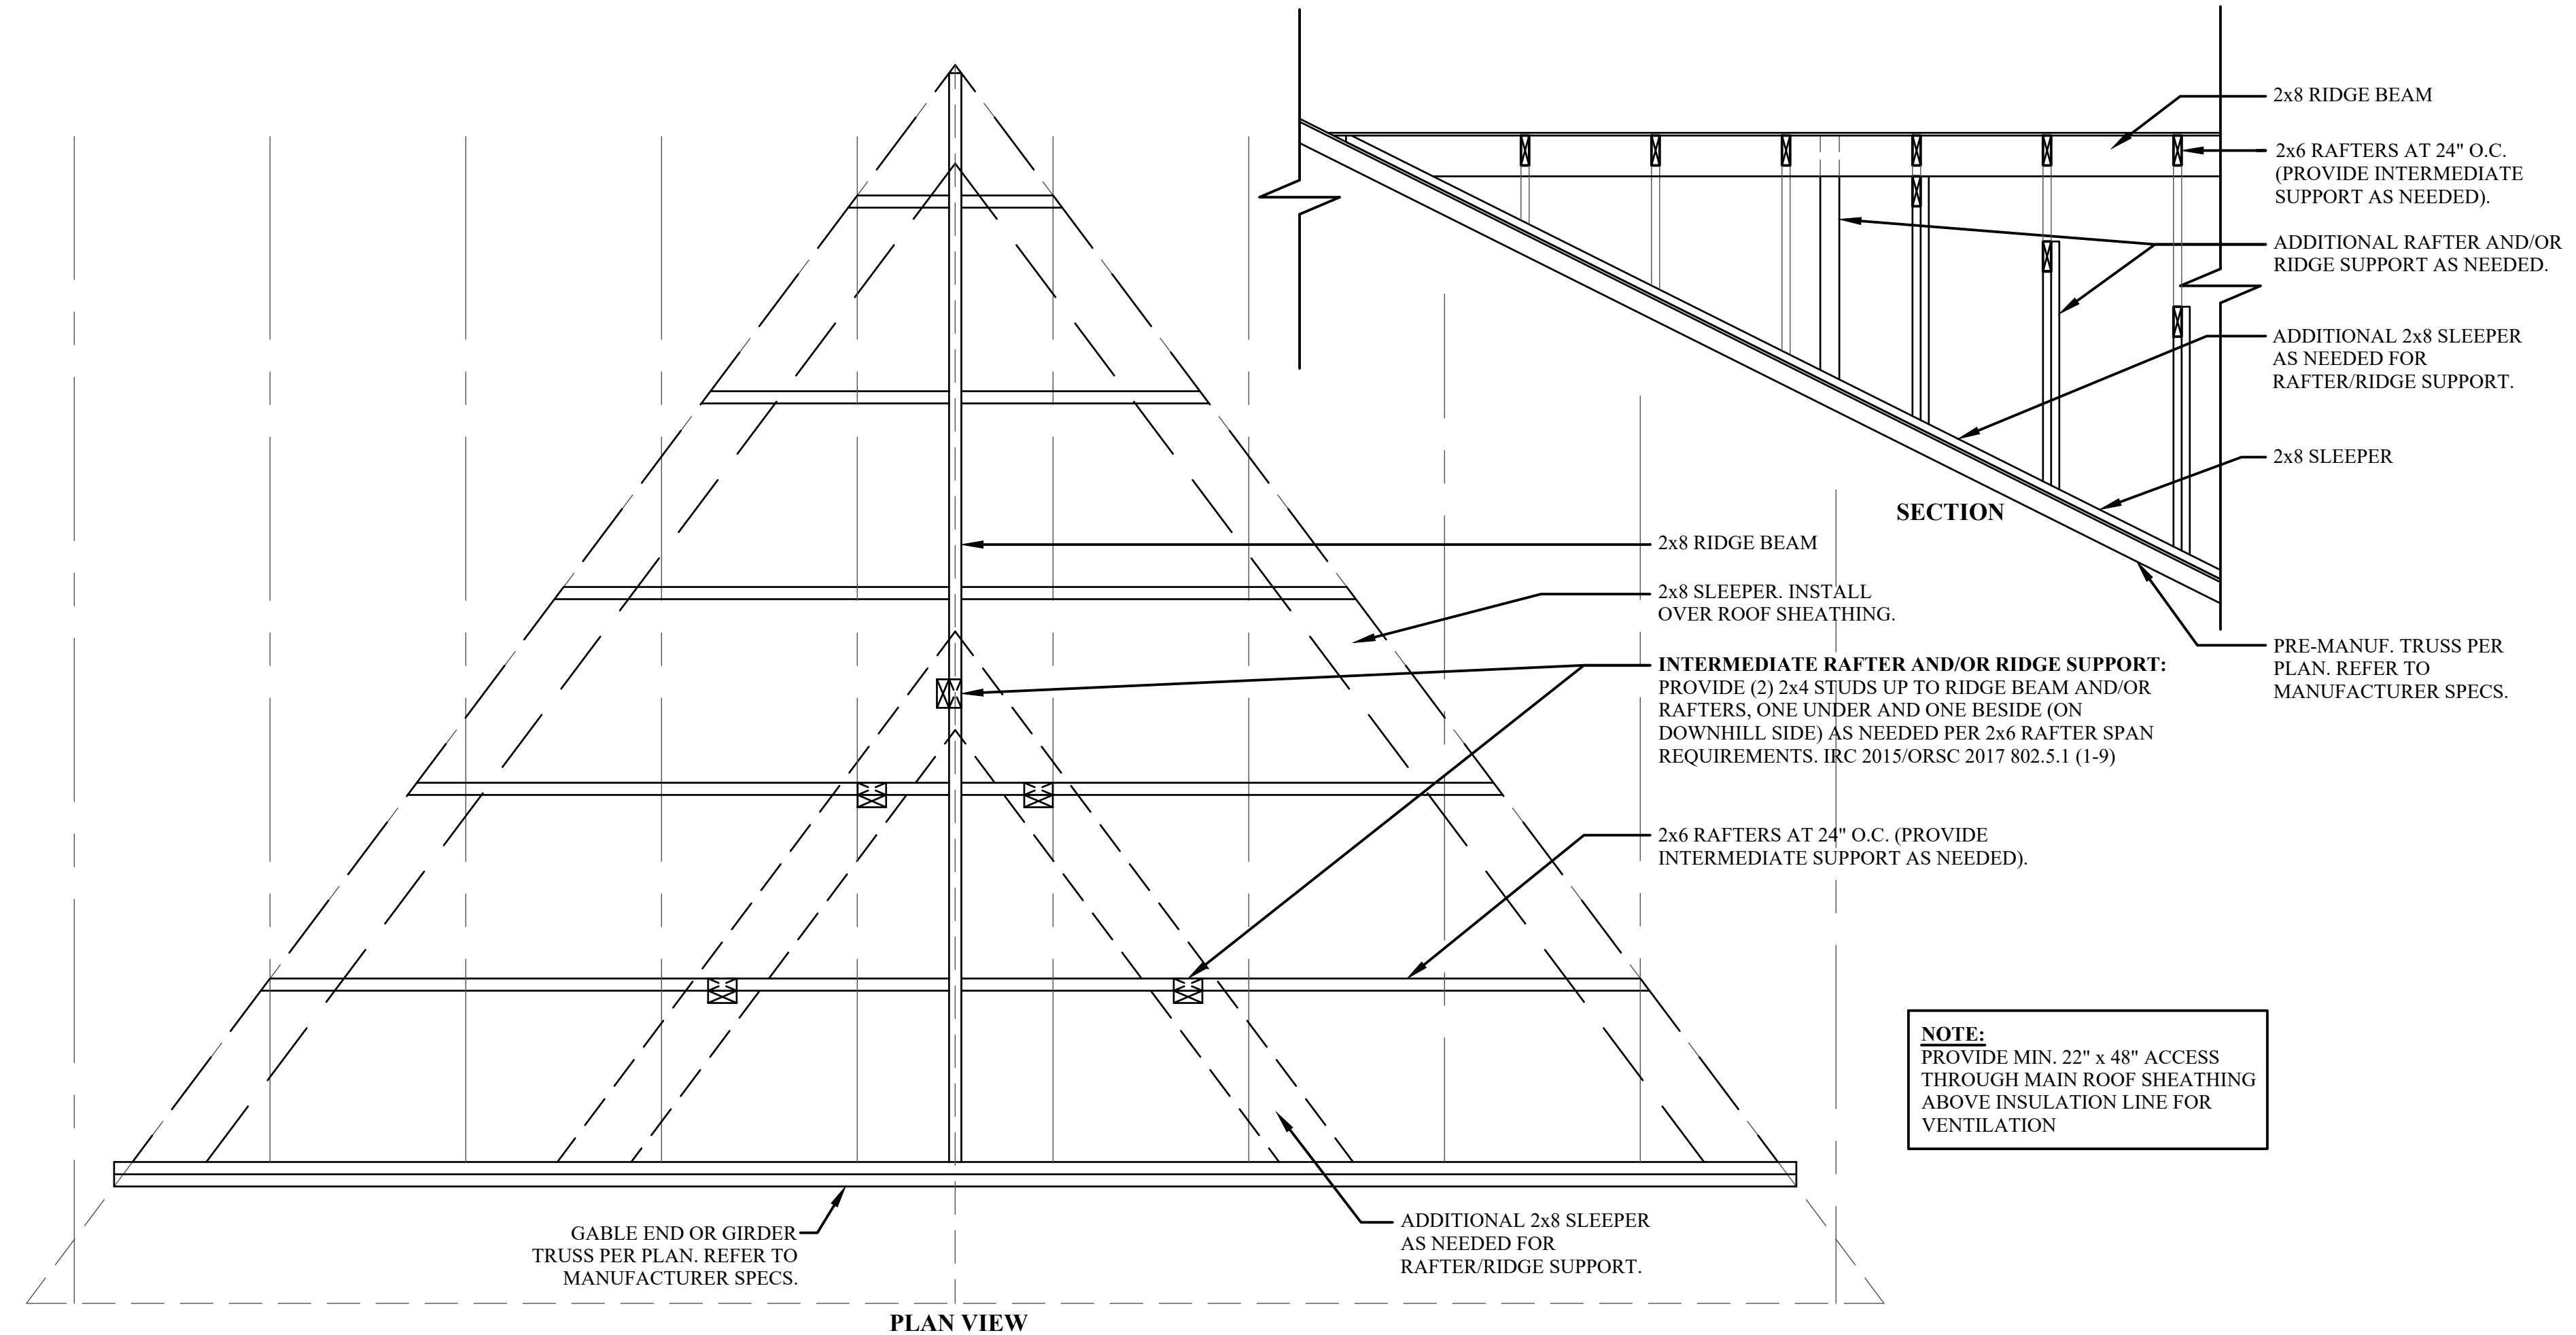 2x8 RIDGE BEAM
2x6 RAFTERS AT 24" O.C.
(PROVIDE INTERMEDIATE
SUPPORT AS NEEDED).
ADDITIONAL RAFTER AND/OR
RIDGE SUPPORT AS NEEDED.
ADDITIONAL 2x8 SLEEPER
AS NEEDED FOR
RAFTER/RIDGE SUPPORT.
2x8 SLEEPER
SECTION
PRE-MANUF. TRUSS PER
PLAN. REFER TO
MANUFACTURER SPECS.
2x8 RIDGE BEAM
2x8 SLEEPER. INSTALL
OVER ROOF SHEATHING.
INTERMEDIATE RAFTER AND/OR RIDGE SUPPORT:
PROVIDE (2) 2x4 STUDS UP TO RIDGE BEAM AND/OR
RAFTERS, ONE UNDER AND ONE BESIDE (ON
DOWNHILL SIDE) AS NEEDED PER 2x6 RAFTER SPAN
REQUIREMENTS. IRC 2015/ORSC 2017 802.5.1 (1-9)
2x6 RAFTERS AT 24" O.C. (PROVIDE
INTERMEDIATE SUPPORT AS NEEDED).
NOTE:
PROVIDE MIN. 22" x 48" ACCESS
THROUGH MAIN ROOF SHEATHING
ABOVE INSULATION LINE FOR
VENTILATION
GABLE END OR GIRDER
TRUSS PER PLAN. REFER TO
MANUFACTURER SPECS.
ADDITIONAL 2x8 SLEEPER
AS NEEDED FOR
RAFTER/RIDGE SUPPORT.
PLAN VIEW